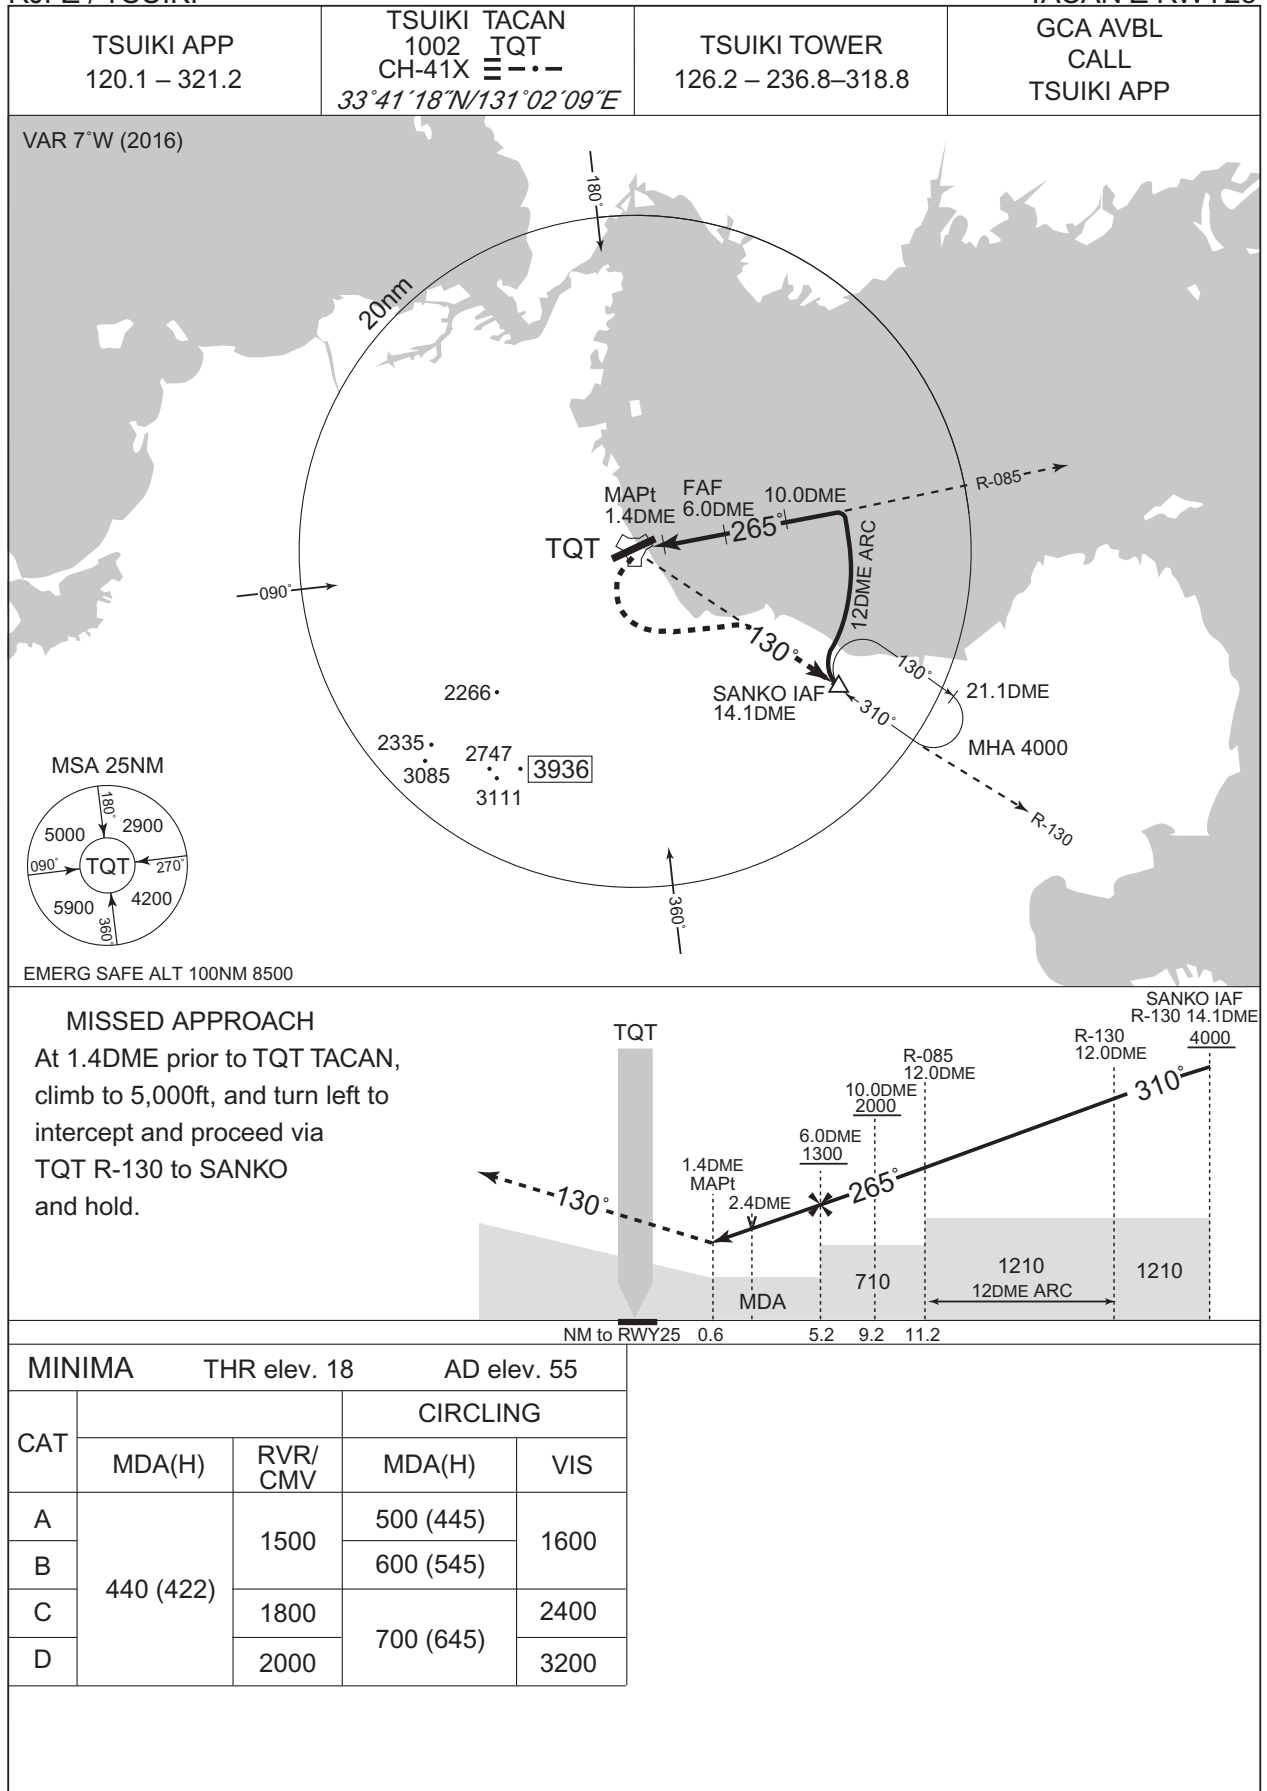 TSUIKI APP
120.1 – 321.2
TSUIKI TACAN
1002 TQT
CH-41X
33°41´18˝N/131°02´09˝E
TSUIKI TOWER
126.2 – 236.8–318.8
GCA AVBL
CALL
TSUIKI APP
VAR 7°W (2016)
180°
20nm
R-085
MAPt
1.4DME
FAF
6.0DME
10.0DME
265°
TQT
12DME ARC
090°
130°
130°
SANKO IAF
14.1DME
310°
21.1DME
MHA 4000
2266
2335
3085
2747
3111
3936
R-130
360°
MSA 25NM
180°
5000
2900
090°
TQT
270°
5900
4200
360°
EMERG SAFE ALT 100NM 8500
MISSED APPROACH
At 1.4DME prior to TQT TACAN,
climb to 5,000ft, and turn left to
intercept and proceed via
TQT R-130 to SANKO
and hold.
TQT
SANKO IAF
R-130 14.1DME
4000
R-130
12.0DME
R-085
12.0DME
10.0DME
2000
6.0DME
1300
1.4DME
MAPt
2.4DME
310°
265°
130°
MDA
710
1210
12DME ARC
1210
NM to RWY25 0.6 5.2 9.2 11.2
MINIMA THR elev. 18 AD elev. 55
CAT
CIRCLING
MDA(H)
RVR/
CMV
MDA(H)
VIS
A
B
C
D
440 (422)
1500
1800
2000
500 (445)
600 (545)
700 (645)
1600
2400
3200